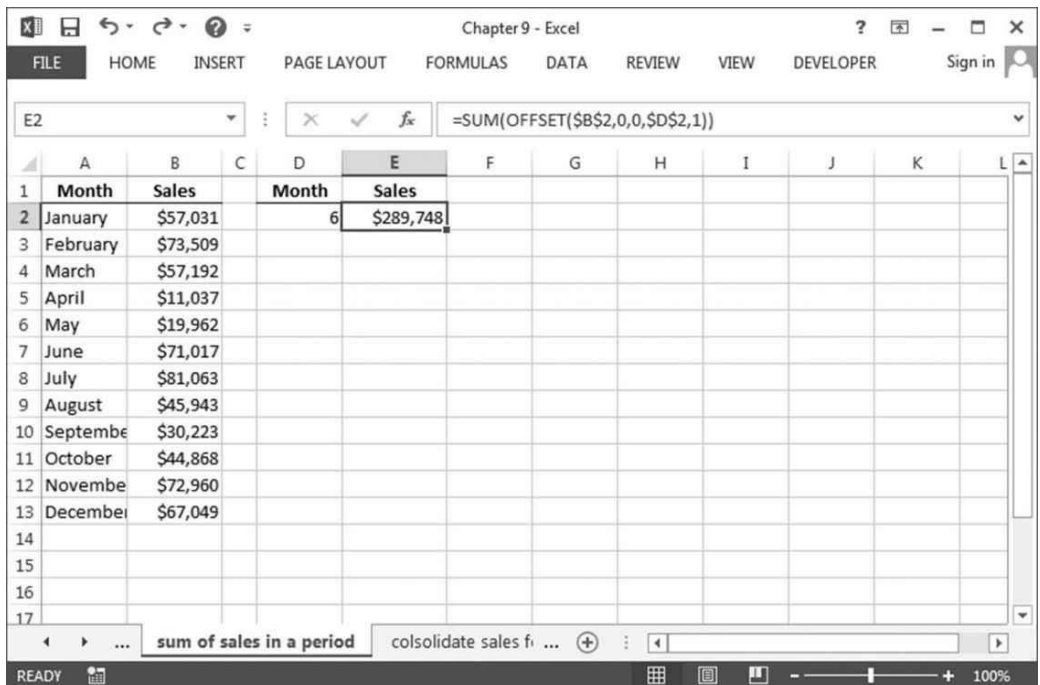 Chapter 9 - Excel
FILE HOME INSERT PAGE LAYOUT FORMULAS DATA REVIEW VIEW DEVELOPER Sign in
E2 fx =SUM(OFFSET($B$2,0,0,$D$2,1))
A B C D E F G H I J K L
1 Month Sales Month Sales
2 January $57,031 6 $289,748
3 February $73,509
4 March $57,192
5 April $11,037
6 May $19,962
7 June $71,017
8 July $81,063
9 August $45,943
10 Septembe $30,223
11 October $44,868
12 Novembe $72,960
13 December $67,049
14
15
16
17
... sum of sales in a period colsolidate sales f ...
READY 100%